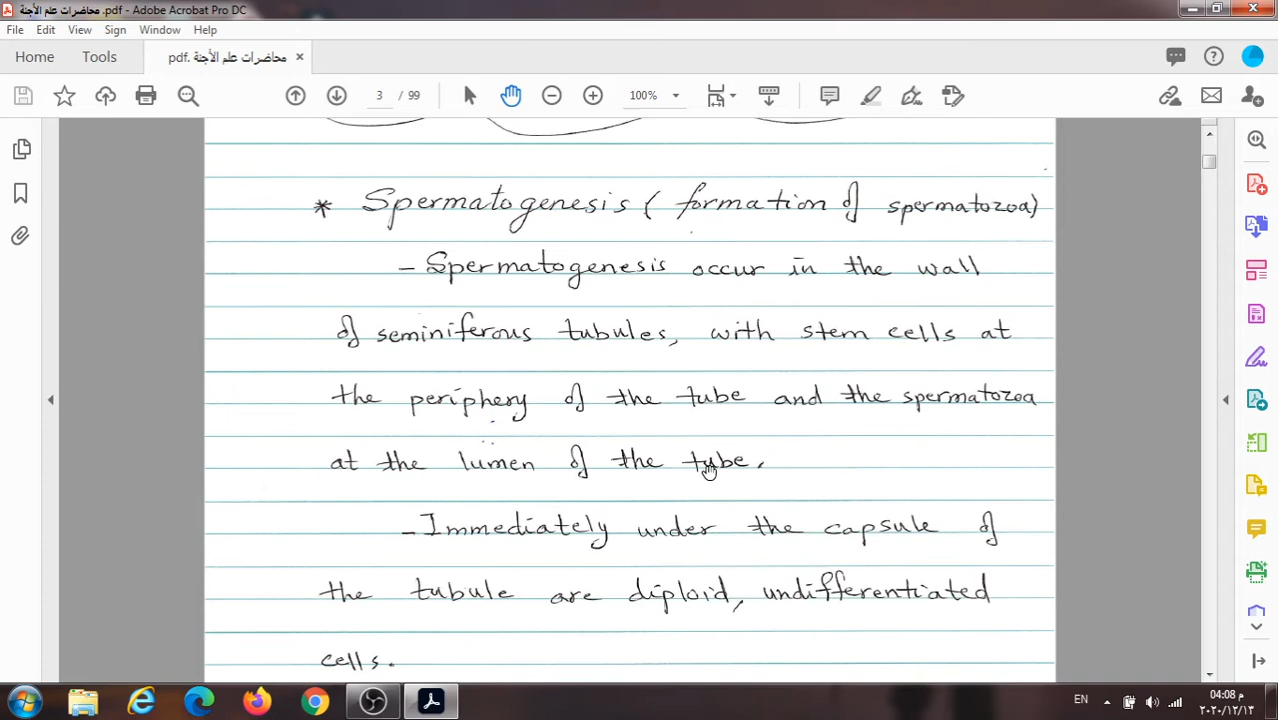 محاضرات علم الأجنة.pdf - Adobe Acrobat Pro DC
File Edit View Sign Window Help
Home Tools محاضرات علم الأجنة.pdf ×
3 / 99 100%
* Spermatogenesis ( formation of spermatozoa)
- Spermatogenesis occur in the wall
of seminiferous tubules, with stem cells at
the periphery of the tube and the spermatozoa
at the lumen of the tube.
- Immediately under the capsule of
the tubule are diploid, undifferentiated
cells.
EN م 04:08
٢٠٢٠/١٢/١٣